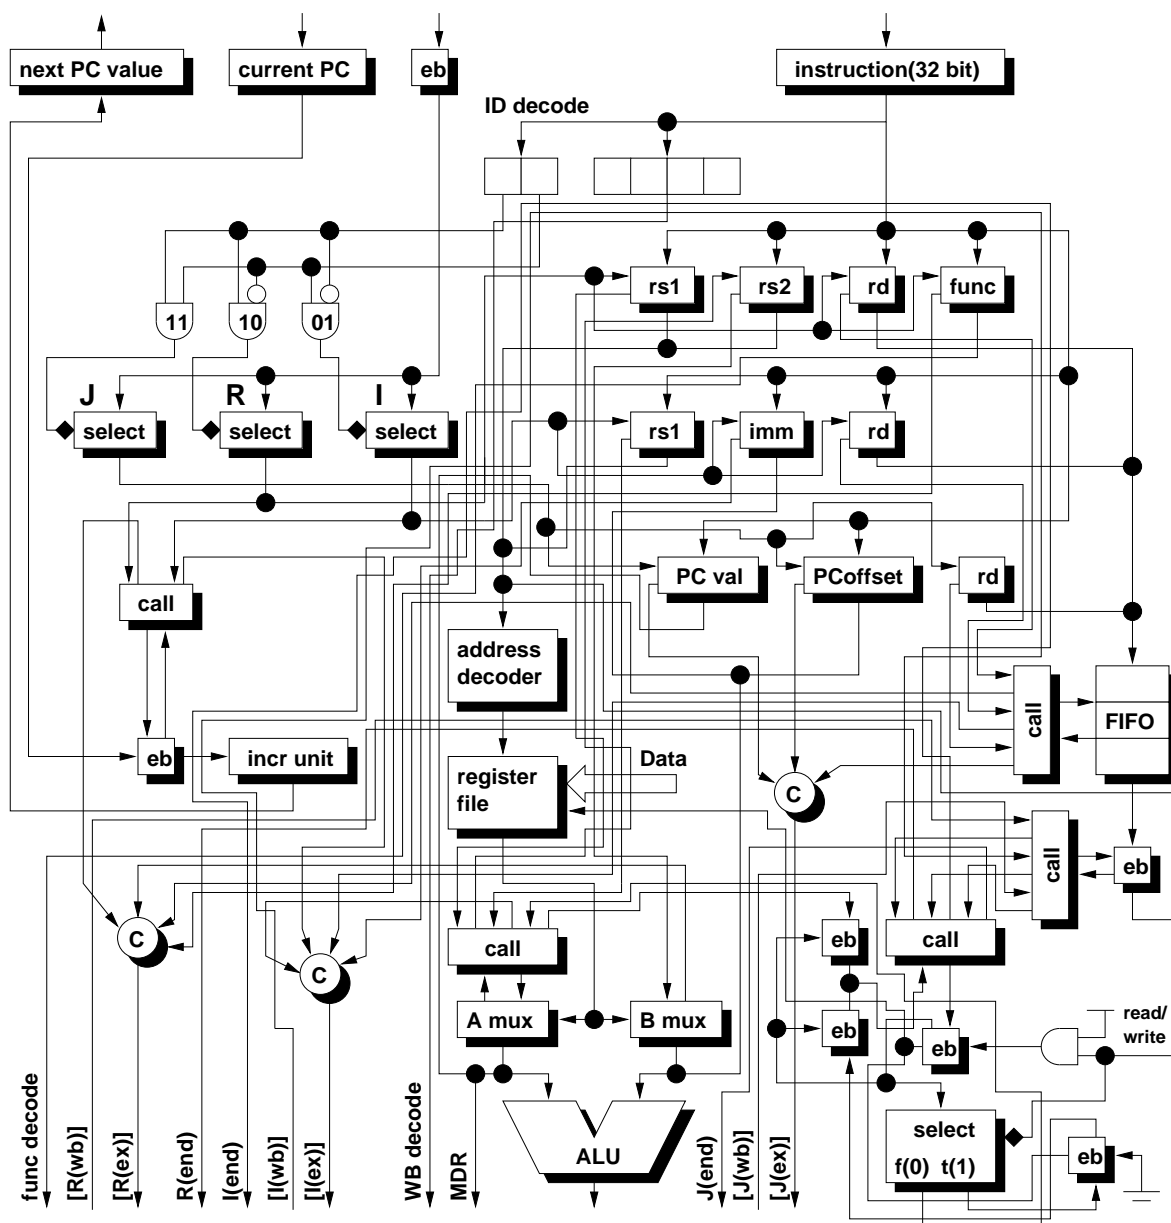 next PC value
current PC
eb
instruction(32 bit)
ID decode
rs1
rs2
rd
func
11
10
01
J
R
I
select
select
select
rs1
imm
rd
call
PC val
PCoffset
rd
address
decoder
call
FIFO
eb
incr unit
register
file
Data
C
call
eb
C
C
call
eb
call
A mux
B mux
eb
eb
read/
write
ALU
select
f(0) t(1)
eb
func decode
[R(wb)]
[R(ex)]
R(end)
I(end)
[I(wb)]
[I(ex)]
WB decode
MDR
J(end)
[J(wb)]
[J(ex)]